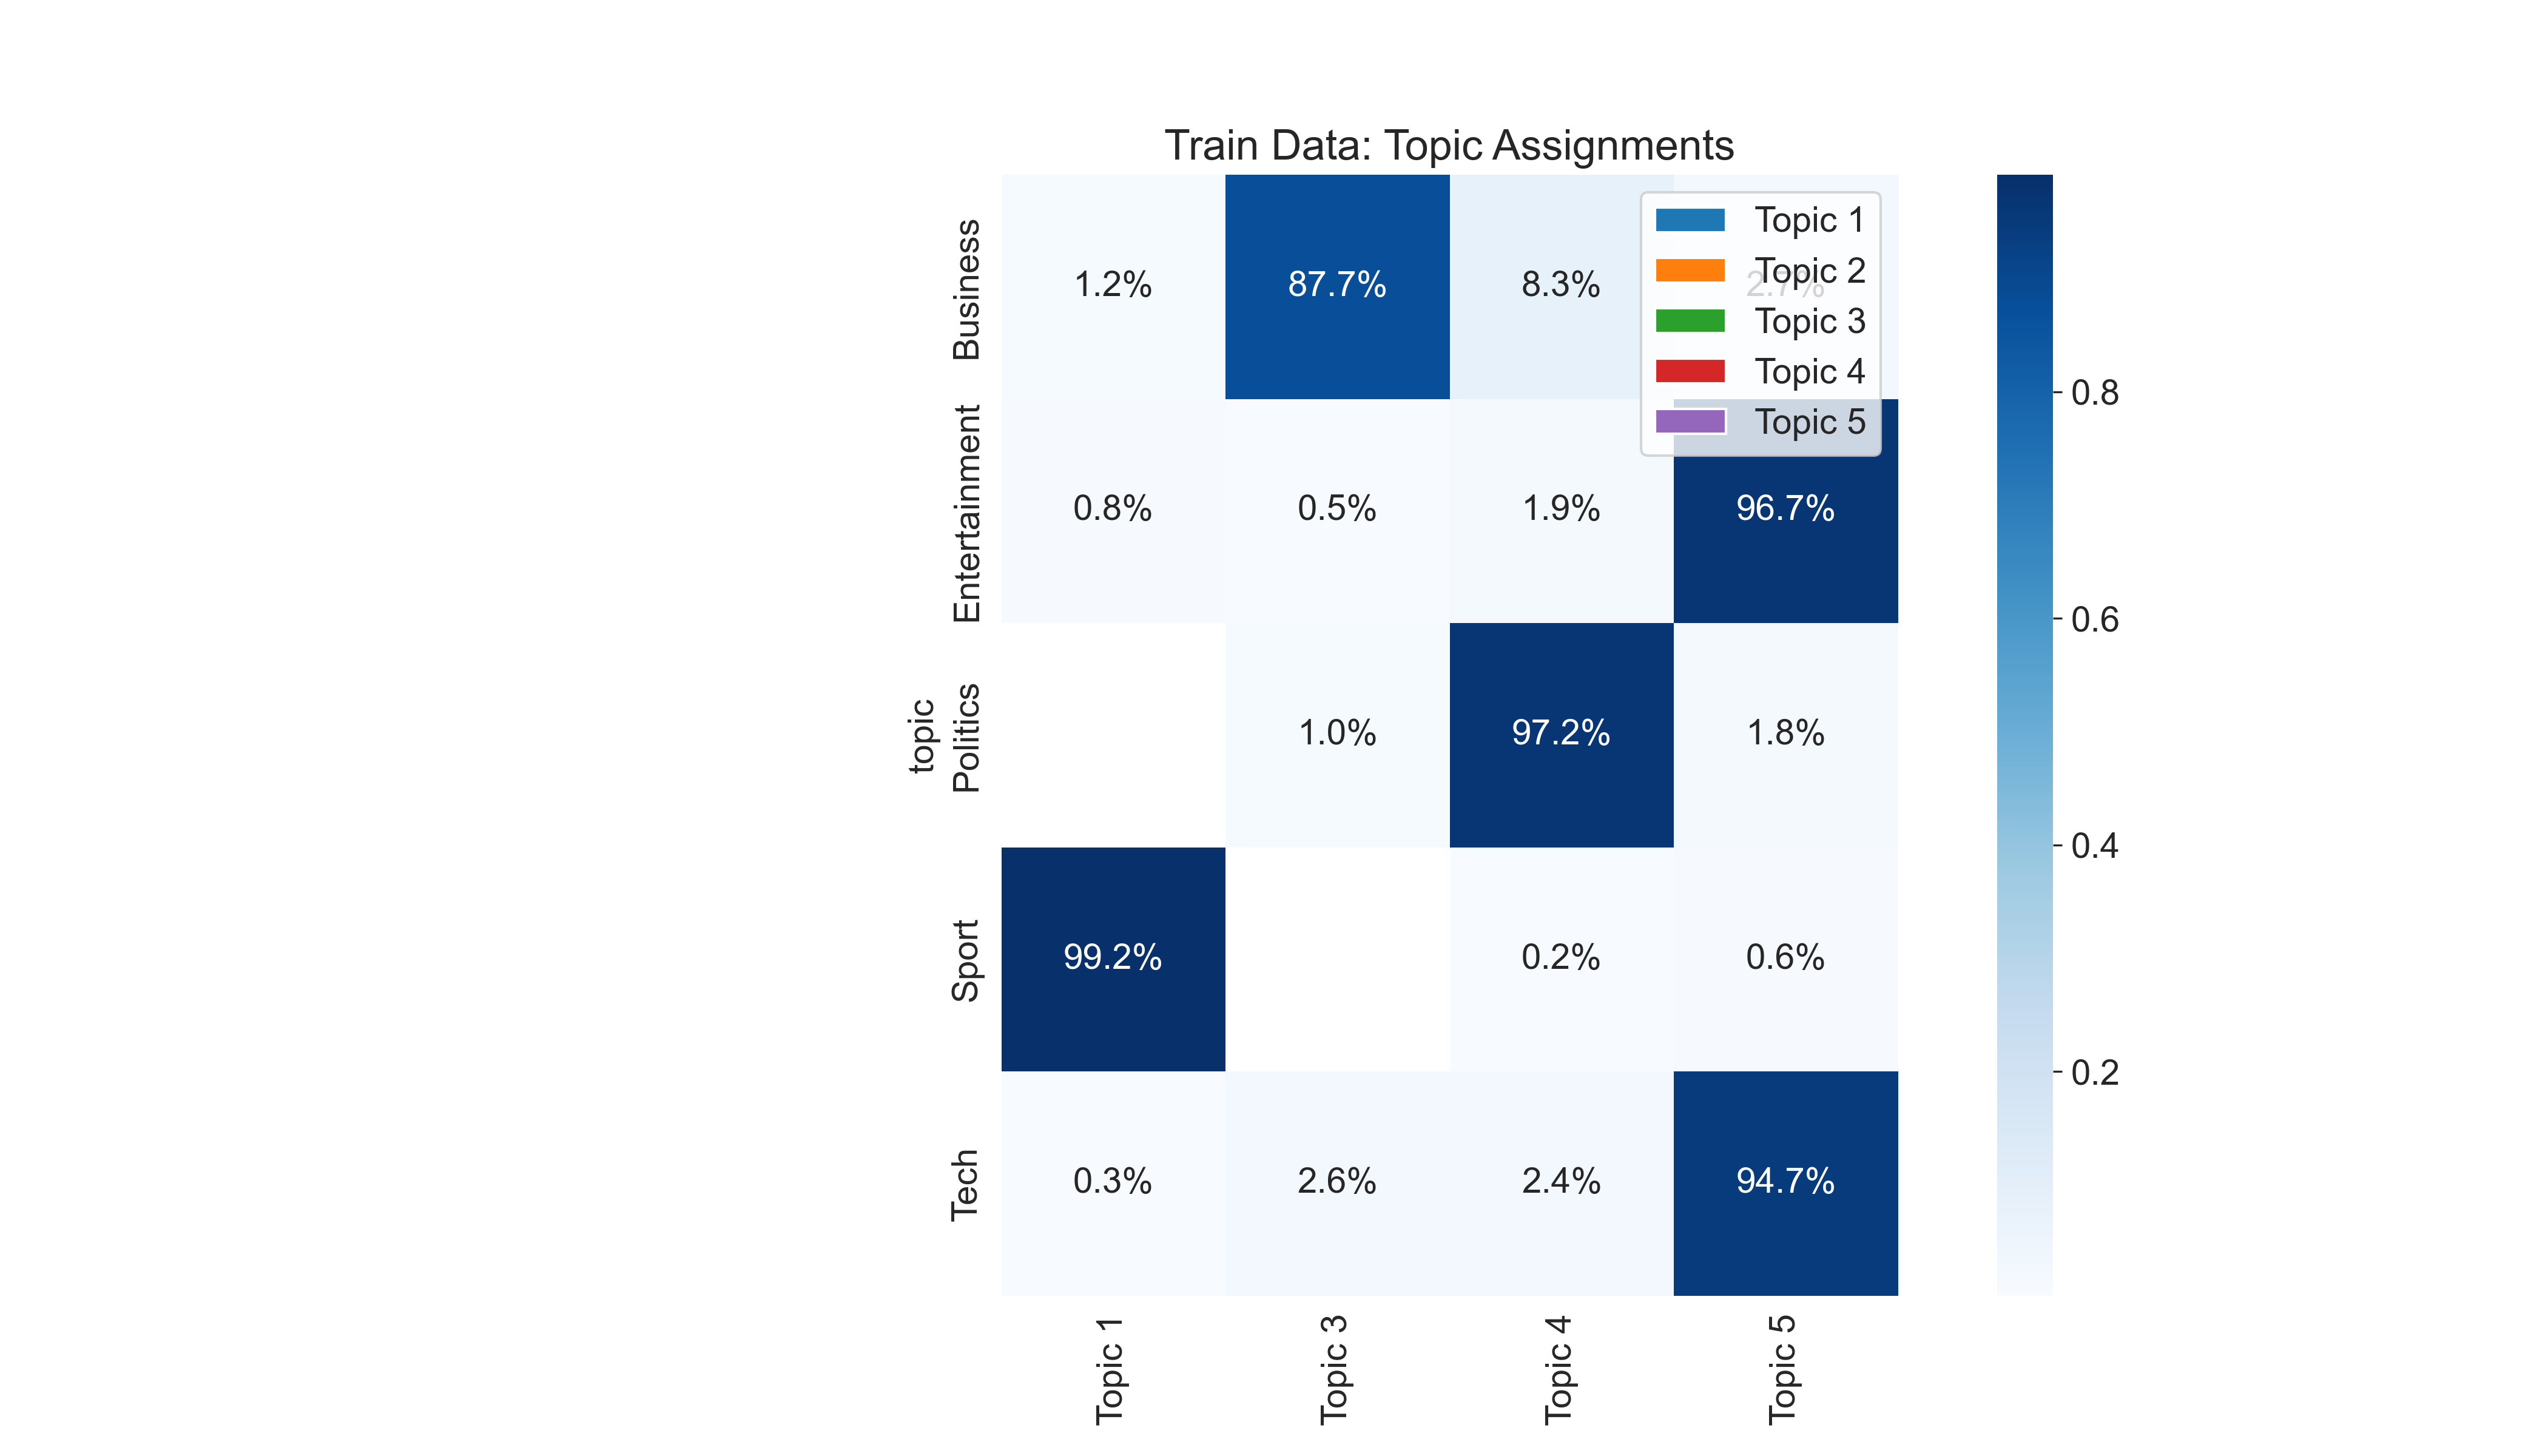 Train Data: Topic Assignments
Topic 1
Topic 2
Topic 3
Topic 4
Topic 5
topic
Business
1.2% 87.7% 8.3% 2.7%
Entertainment
0.8% 0.5% 1.9% 96.7%
Politics
1.0% 97.2% 1.8%
Sport
99.2% 0.2% 0.6%
Tech
0.3% 2.6% 2.4% 94.7%
Topic 1
Topic 3
Topic 4
Topic 5
0.8
0.6
0.4
0.2